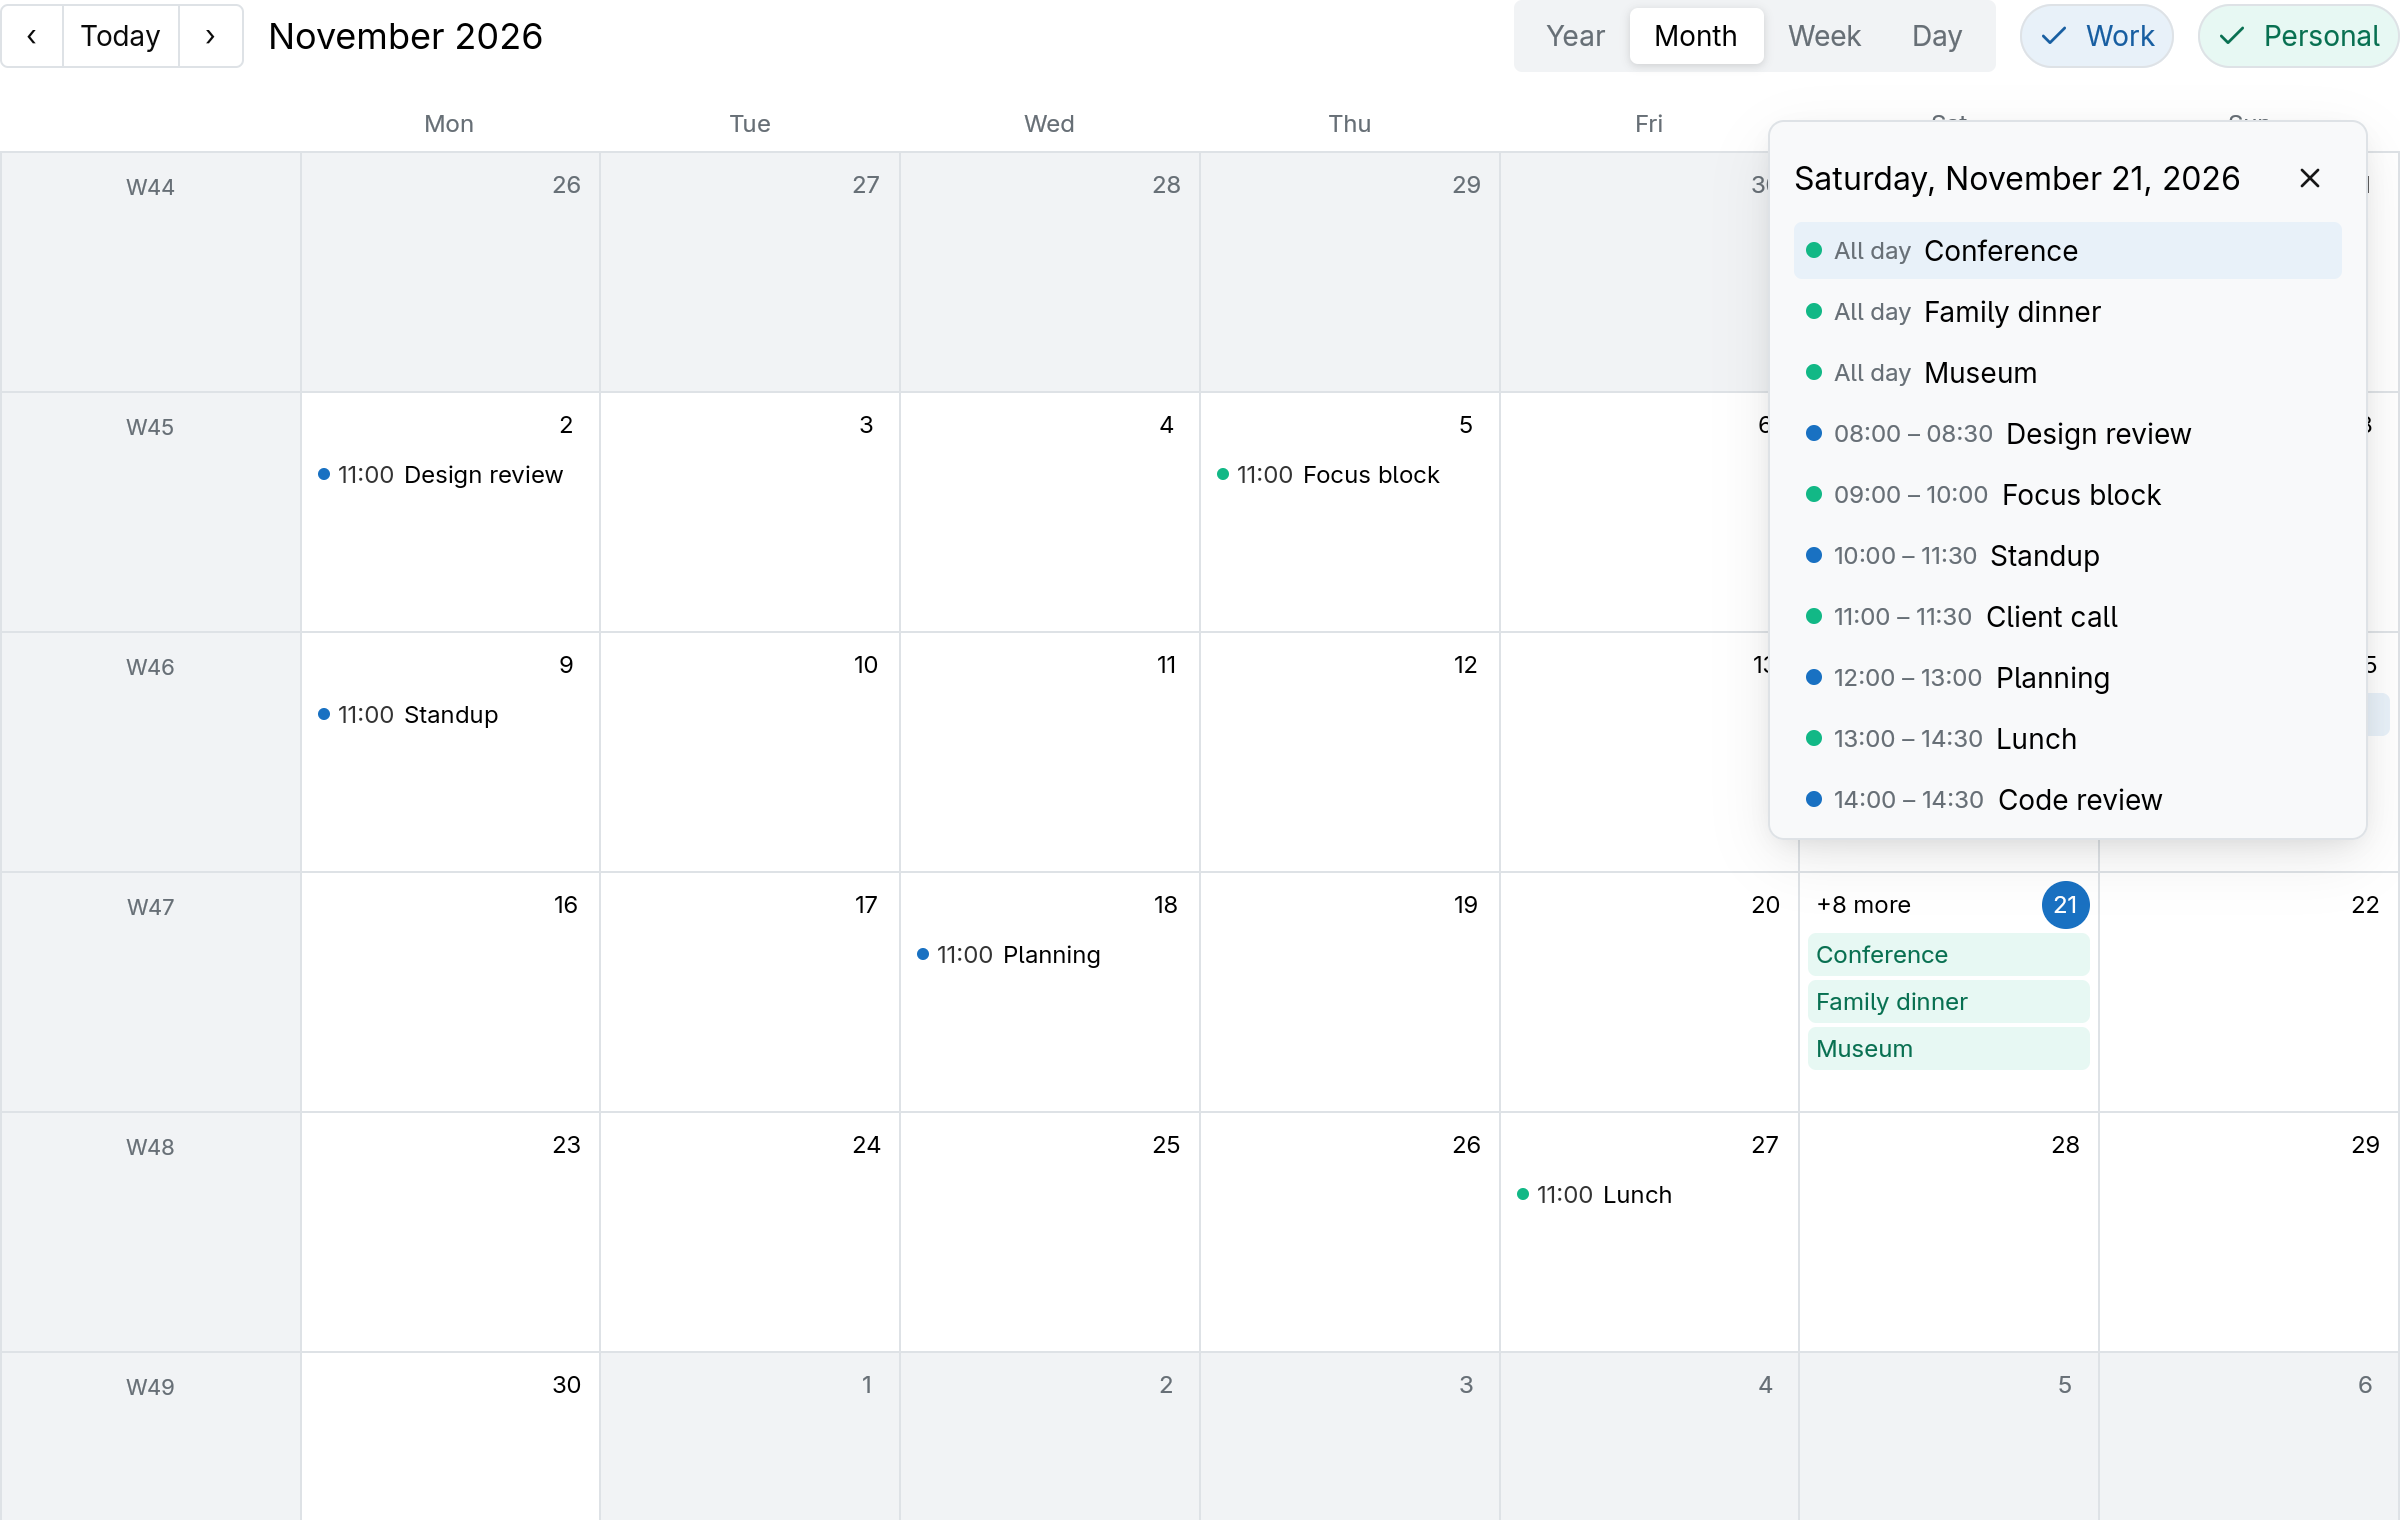 ‹ Today › November 2026 Year Month Week Day Work Personal
Mon Tue Wed Thu Fri
W44 26 27 28 29
W45 2 3 4 5
11:00 Design review
11:00 Focus block
W46 9 10 11 12
11:00 Standup
Saturday, November 21, 2026
All day Conference
All day Family dinner
All day Museum
08:00 – 08:30 Design review
09:00 – 10:00 Focus block
10:00 – 11:30 Standup
11:00 – 11:30 Client call
12:00 – 13:00 Planning
13:00 – 14:30 Lunch
14:00 – 14:30 Code review
W47 16 17 18 19 20 +8 more 21 22
11:00 Planning
Conference
Family dinner
Museum
W48 23 24 25 26 27 28 29
11:00 Lunch
W49 30 1 2 3 4 5 6